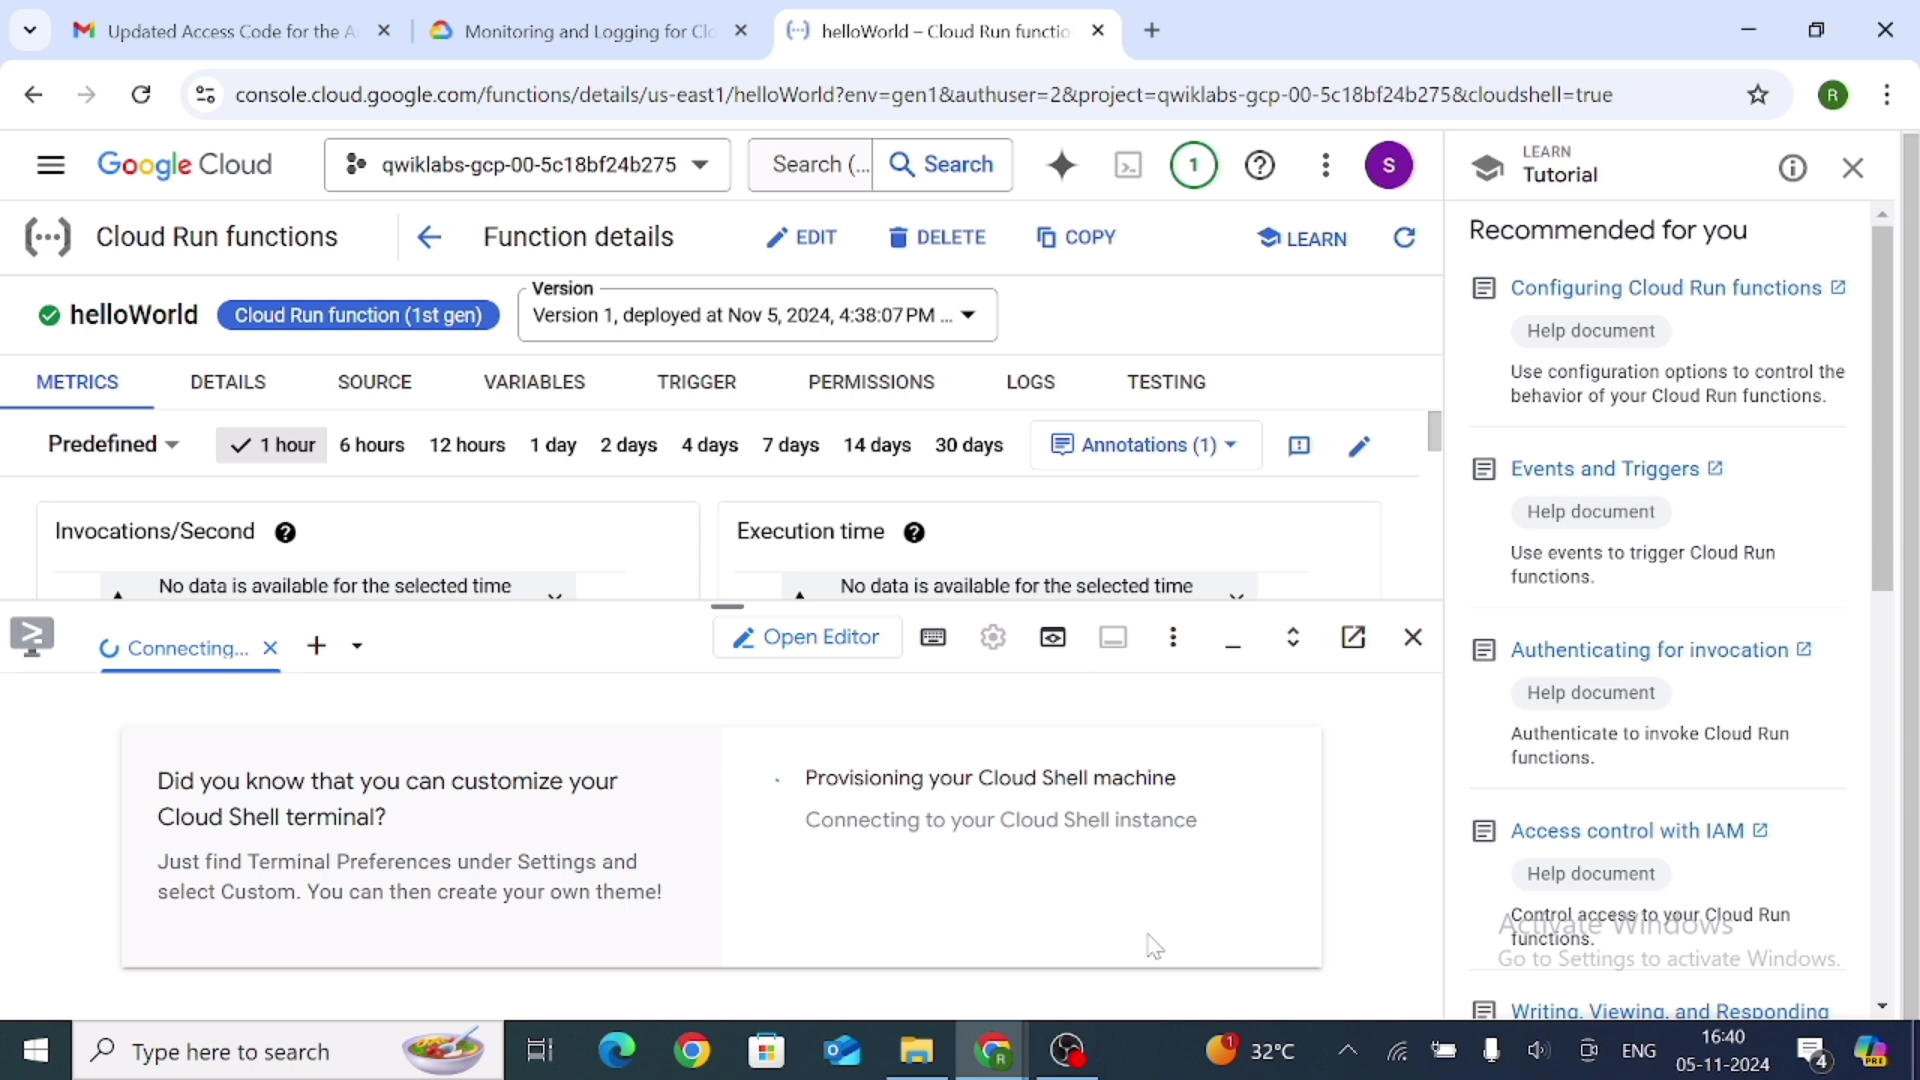 Updated Access Code for the A
Monitoring and Logging for Clo
helloWorld – Cloud Run functio
console.cloud.google.com/functions/details/us-east1/helloWorld?env=gen1&authuser=2&project=qwiklabs-gcp-00-5c18bf24b275&cloudshell=true
R
Google Cloud
qwiklabs-gcp-00-5c18bf24b275
Search (...
Search
1
S
LEARN
Tutorial
Cloud Run functions
Function details
EDIT
DELETE
COPY
LEARN
Recommended for you
helloWorld
Cloud Run function (1st gen)
Version
Version 1, deployed at Nov 5, 2024, 4:38:07 PM ...
METRICS
DETAILS
SOURCE
VARIABLES
TRIGGER
PERMISSIONS
LOGS
TESTING
Predefined
1 hour
6 hours
12 hours
1 day
2 days
4 days
7 days
14 days
30 days
Annotations (1)
Invocations/Second
Execution time
No data is available for the selected time
No data is available for the selected time
Connecting...
Open Editor
Did you know that you can customize your
Cloud Shell terminal?
Just find Terminal Preferences under Settings and
select Custom. You can then create your own theme!
Provisioning your Cloud Shell machine
Connecting to your Cloud Shell instance
Configuring Cloud Run functions
Help document
Use configuration options to control the
behavior of your Cloud Run functions.
Events and Triggers
Help document
Use events to trigger Cloud Run
functions.
Authenticating for invocation
Help document
Authenticate to invoke Cloud Run
functions.
Access control with IAM
Help document
Control access to your Cloud Run
functions.
Activate Windows
Go to Settings to activate Windows.
Writing, Viewing, and Responding
Type here to search
R
1
32°C
ENG
16:40
05-11-2024
4
PRE